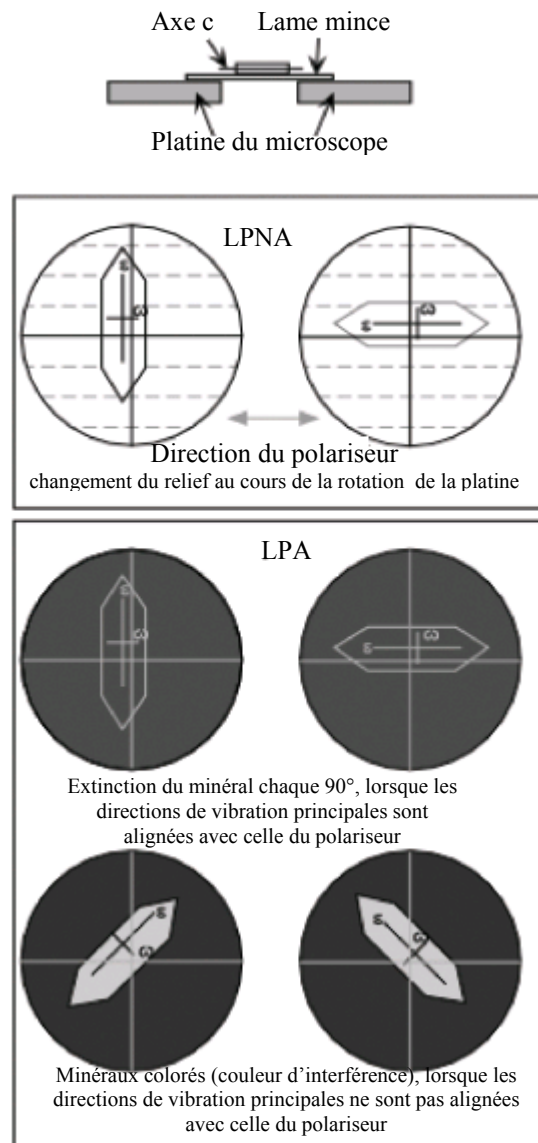 Axe c Lame mince
Platine du microscope
LPNA
ε ω ε ω
Direction du polariseur
changement du relief au cours de la rotation de la platine
LPA
ε ω ε ω
Extinction du minéral chaque 90°, lorsque les
directions de vibration principales sont
alignées avec celle du polariseur
ε ω ε ω
Minéraux colorés (couleur d'interférence), lorsque les
directions de vibration principales ne sont pas alignées
avec celle du polariseur